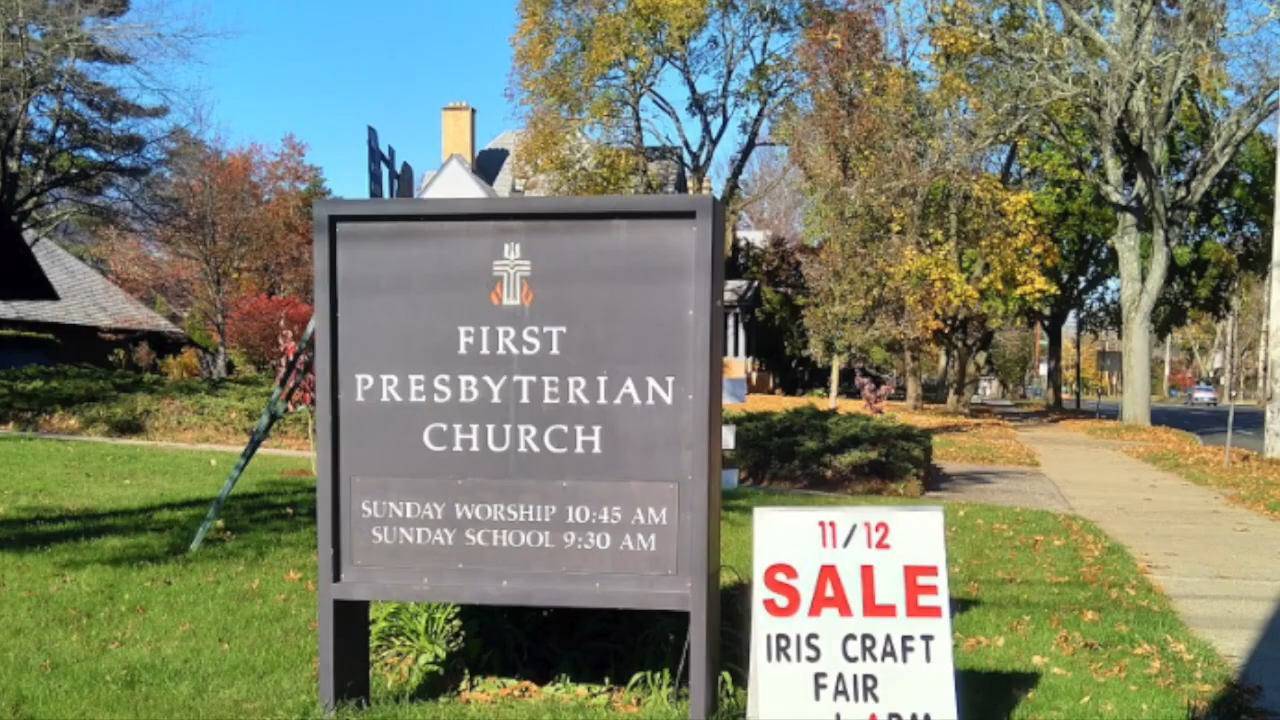 FIRST
PRESBYTERIAN
CHURCH
SUNDAY WORSHIP 10:45 AM
SUNDAY SCHOOL 9:30 AM
11/12
SALE
IRIS CRAFT
FAIR